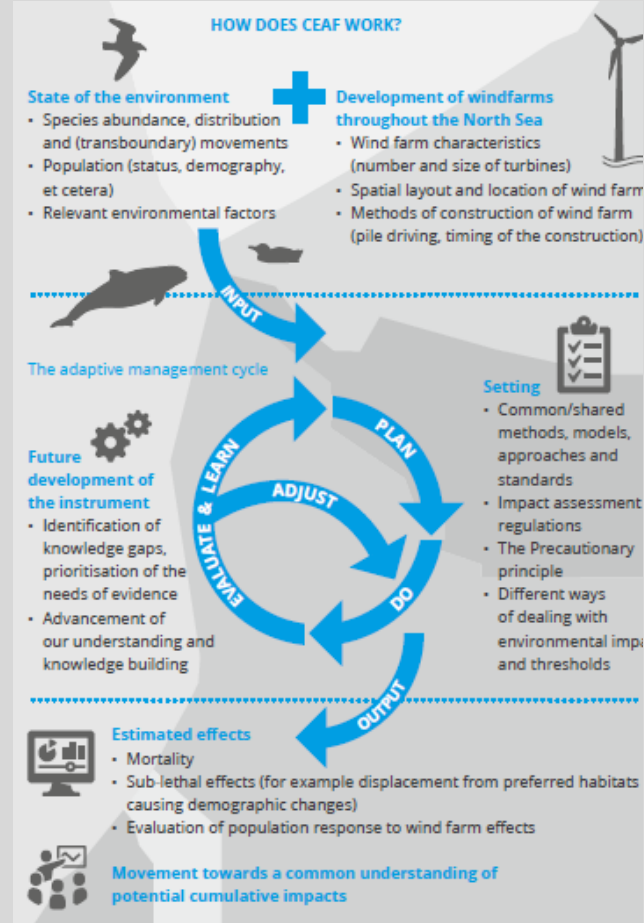 HOW DOES CEAF WORK?
State of the environment
• Species abundance, distribution
and (transboundary) movements
• Population (status, demography,
et cetera)
• Relevant environmental factors
Development of windfarms
throughout the North Sea
• Wind farm characteristics
(number and size of turbines)
• Spatial layout and location of wind farm
• Methods of construction of wind farm
(pile driving, timing of the construction)
INPUT
The adaptive management cycle
PLAN
ADJUST
DO
EVALUATE & LEARN
Future
development of
the instrument
• Identification of
knowledge gaps,
prioritisation of the
needs of evidence
• Advancement of
our understanding and
knowledge building
Setting
• Common/shared
methods, models,
approaches and
standards
• Impact assessment
regulations
• The Precautionary
principle
• Different ways
of dealing with
environmental
and thresholds
OUTPUT
Estimated effects
• Mortality
• Sub-lethal effects (for example displacement from preferred habitats
causing demographic changes)
• Evaluation of population response to wind farm effects
Movement towards a common understanding of
potential cumulative impacts